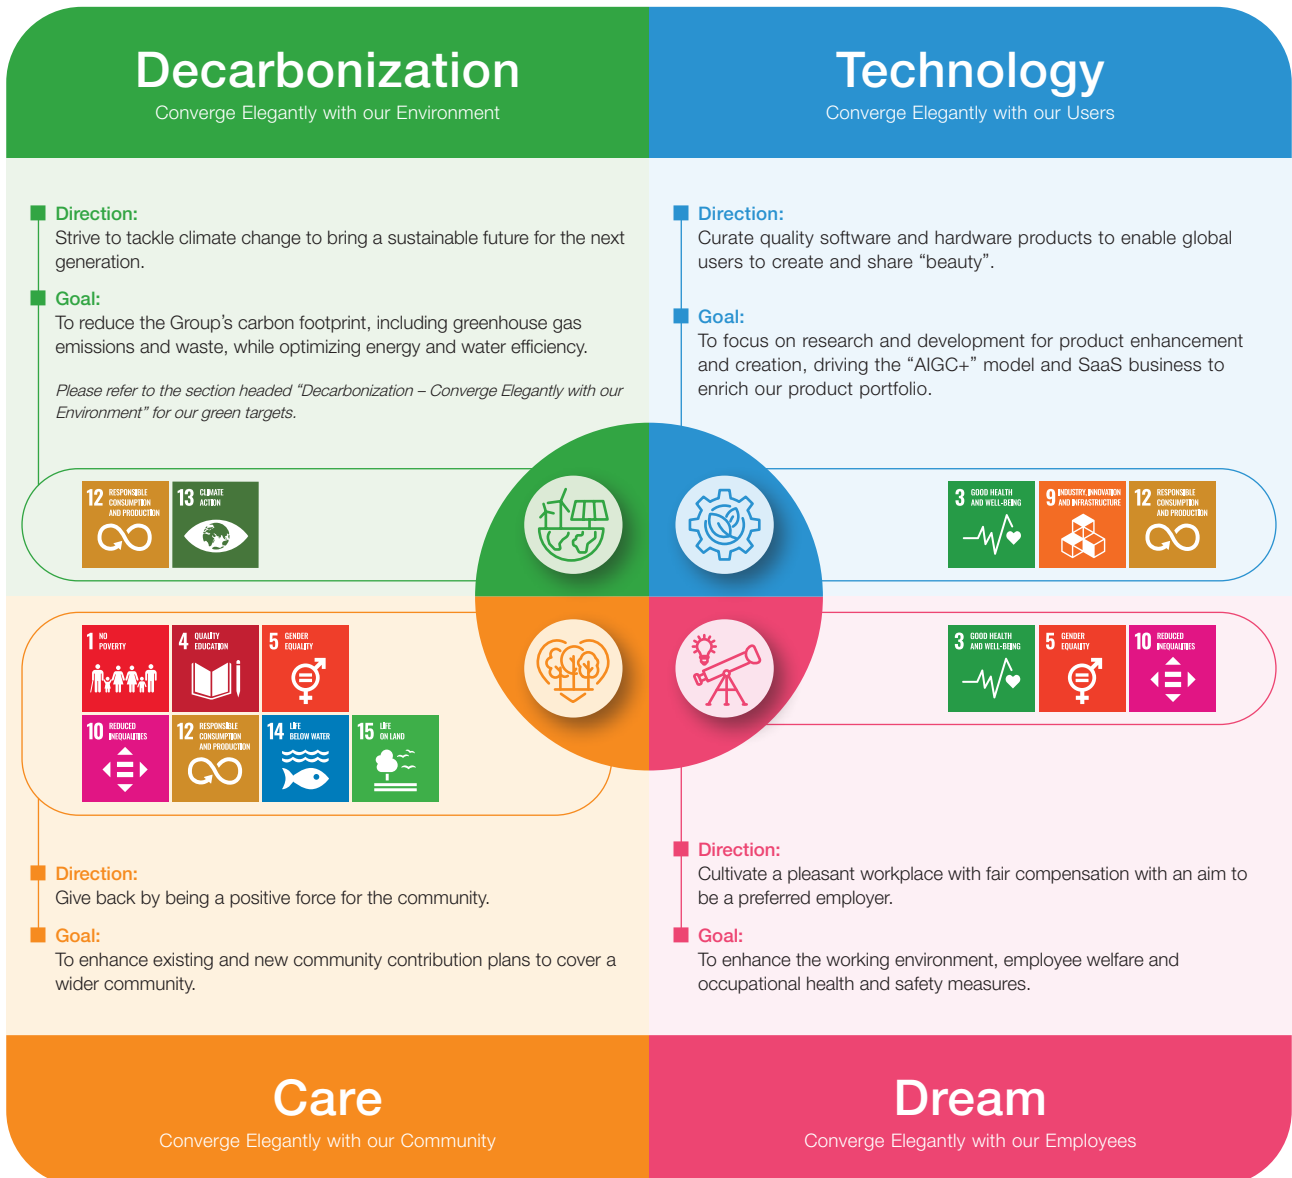 Decarbonization
Converge Elegantly with our Environment
Technology
Converge Elegantly with our Users
Direction:
Strive to tackle climate change to bring a sustainable future for the next
generation.
Goal:
To reduce the Group’s carbon footprint, including greenhouse gas
emissions and waste, while optimizing energy and water efficiency.
Please refer to the section headed “Decarbonization – Converge Elegantly with our
Environment” for our green targets.
12 RESPONSIBLE
CONSUMPTION
AND PRODUCTION
13 CLIMATE
ACTION
Direction:
Curate quality software and hardware products to enable global
users to create and share “beauty”.
Goal:
To focus on research and development for product enhancement
and creation, driving the “AIGC+” model and SaaS business to
enrich our product portfolio.
3 GOOD HEALTH
AND WELL-BEING
9 INDUSTRY, INNOVATION
AND INFRASTRUCTURE
12 RESPONSIBLE
CONSUMPTION
AND PRODUCTION
1 NO
POVERTY
4 QUALITY
EDUCATION
5 GENDER
EQUALITY
10 REDUCED
INEQUALITIES
12 RESPONSIBLE
CONSUMPTION
AND PRODUCTION
14 LIFE
BELOW WATER
15 LIFE
ON LAND
Direction:
Give back by being a positive force for the community.
Goal:
To enhance existing and new community contribution plans to cover a
wider community.
3 GOOD HEALTH
AND WELL-BEING
5 GENDER
EQUALITY
10 REDUCED
INEQUALITIES
Direction:
Cultivate a pleasant workplace with fair compensation with an aim to
be a preferred employer.
Goal:
To enhance the working environment, employee welfare and
occupational health and safety measures.
Care
Converge Elegantly with our Community
Dream
Converge Elegantly with our Employees